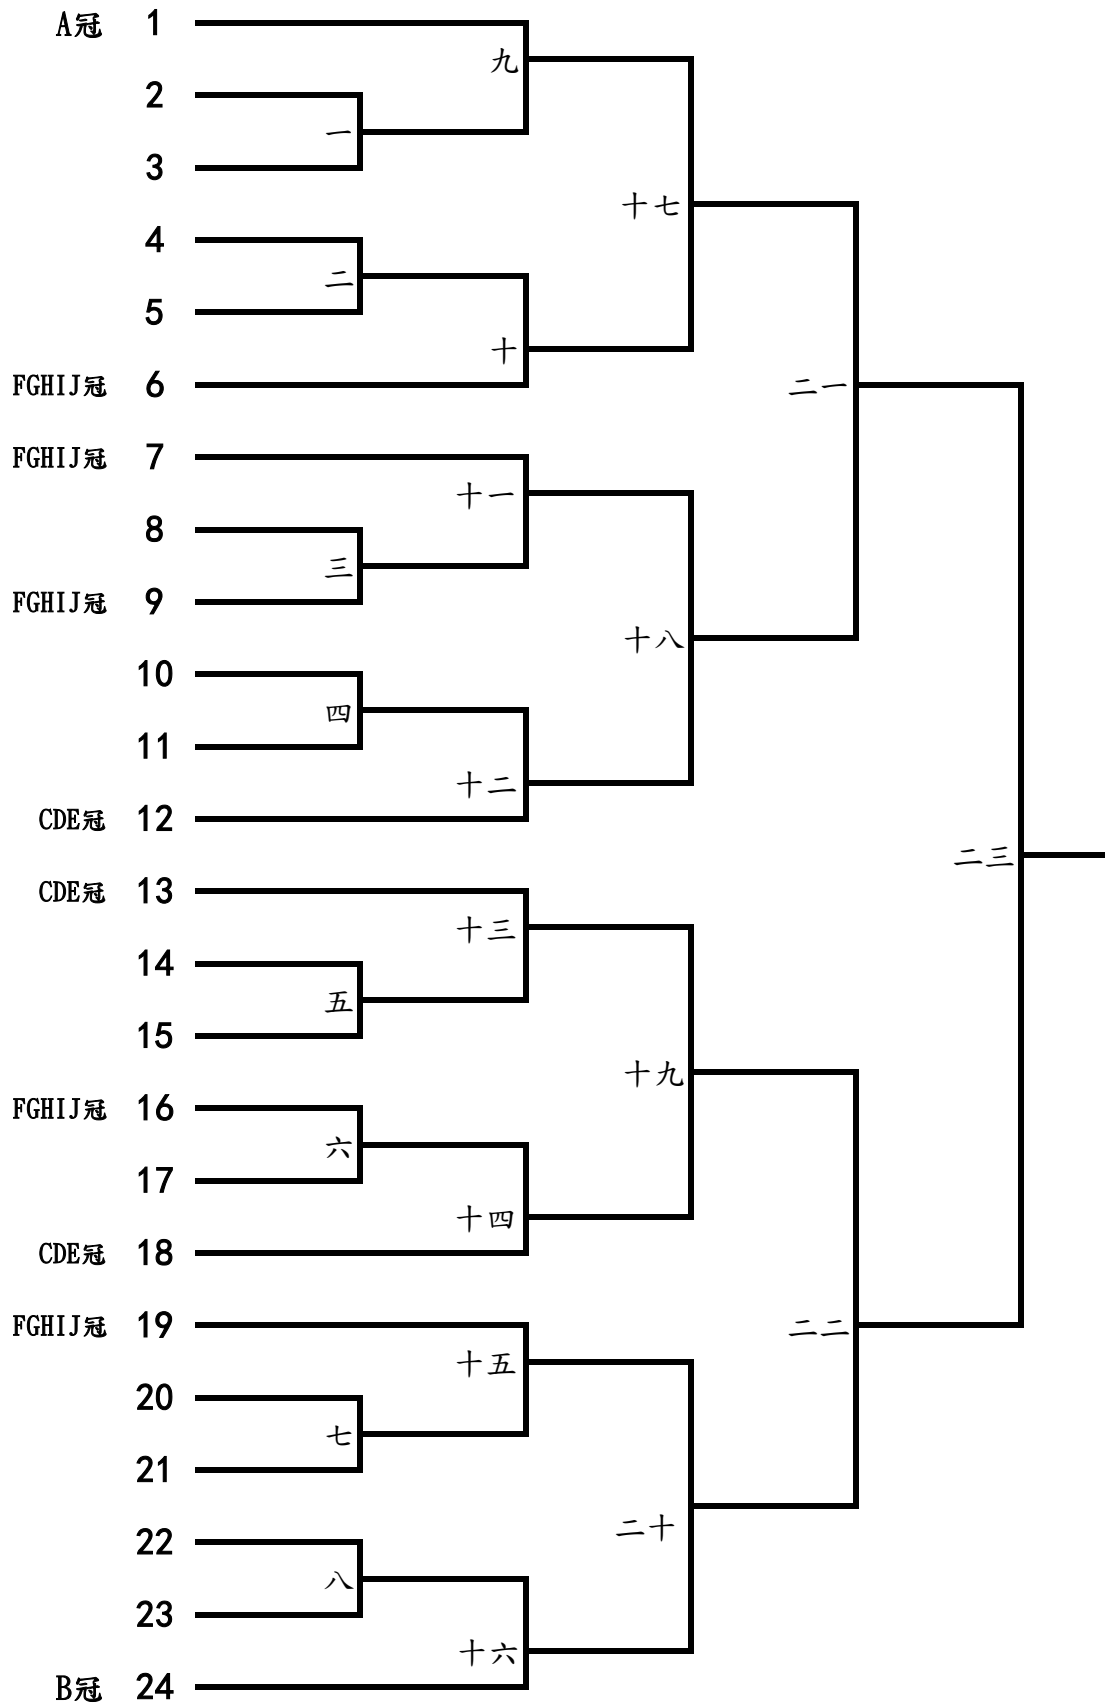 A冠 1
九
2
一
3
十七
4
二
5
十
FGHIJ冠 6
二一
FGHIJ冠 7
十一
8
三
FGHIJ冠 9
十八
10
四
11
十二
CDE冠 12
二三
CDE冠 13
十三
14
五
15
十九
FGHIJ冠 16
六
17
十四
CDE冠 18
FGHIJ冠 19
二二
十五
20
七
21
二十
22
八
23
十六
B冠 24